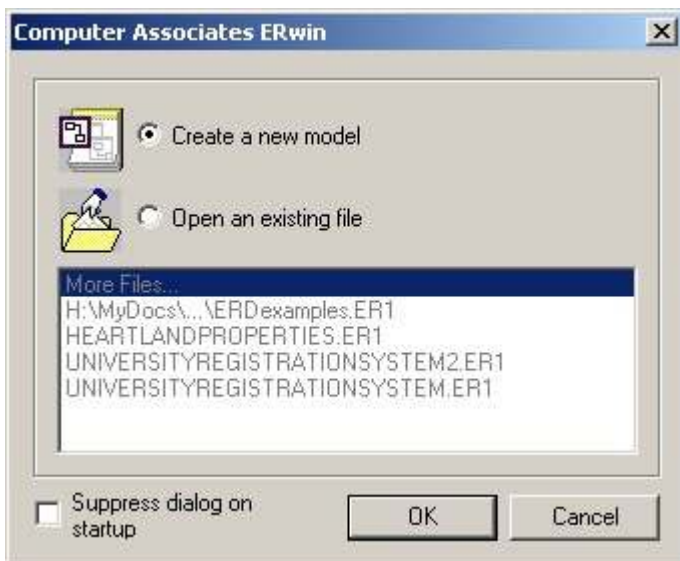 Computer Associates ERwin
Create a new model
Open an existing file
More Files...
H:\MyDocs\...\ERDexamples.ER1
HEARTLANDPROPERTIES.ER1
UNIVERSITYREGISTRATIONSYSTEM2.ER1
UNIVERSITYREGISTRATIONSYSTEM.ER1
Suppress dialog on
startup
OK
Cancel